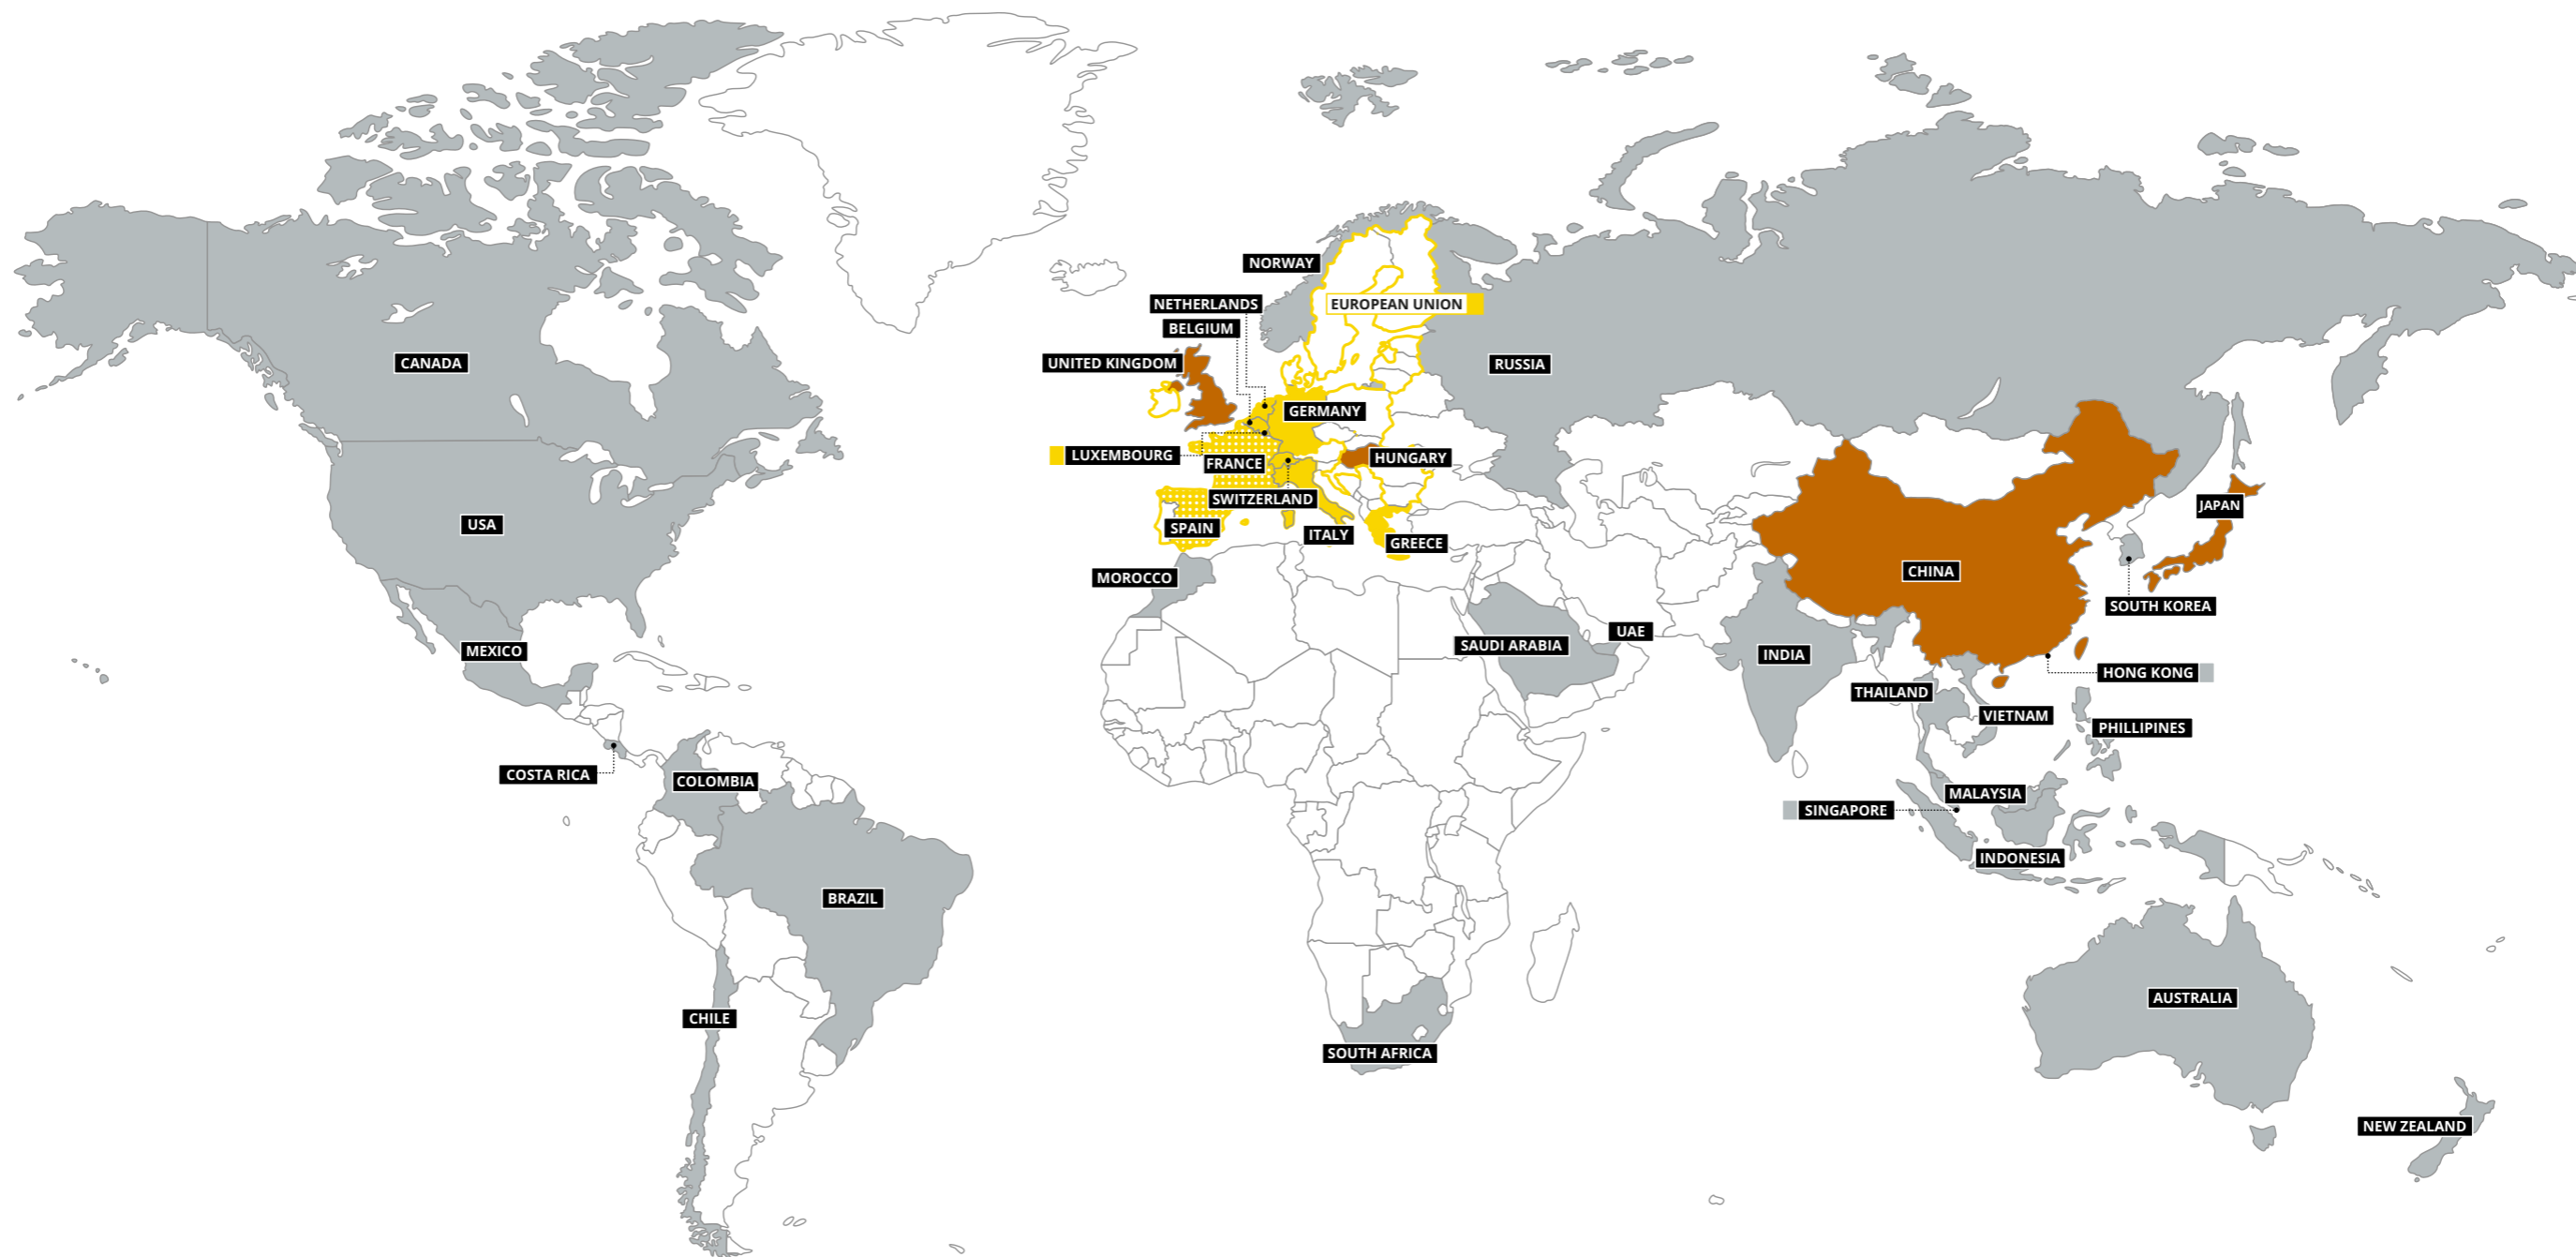 NORWAY
NETHERLANDS
EUROPEAN UNION
BELGIUM
UNITED KINGDOM
CANADA
RUSSIA
GERMANY
LUXEMBOURG
FRANCE
HUNGARY
SWITZERLAND
JAPAN
USA
SPAIN
ITALY
GREECE
CHINA
MOROCCO
SOUTH KOREA
UAE
SAUDI ARABIA
MEXICO
INDIA
HONG KONG
THAILAND
VIETNAM
PHILLIPINES
COSTA RICA
COLOMBIA
MALAYSIA
SINGAPORE
INDONESIA
BRAZIL
AUSTRALIA
CHILE
SOUTH AFRICA
NEW ZEALAND